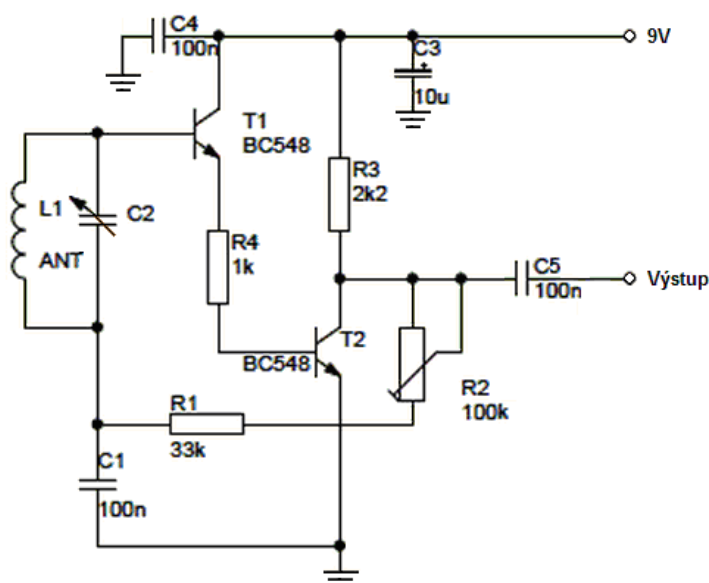 C4
100n
9V
C3
+
10u
T1
BC548
R3
2k2
L1
C2
ANT
R4
1k
C5
100n
Výstup
T2
BC548
R2
100k
R1
33k
C1
100n